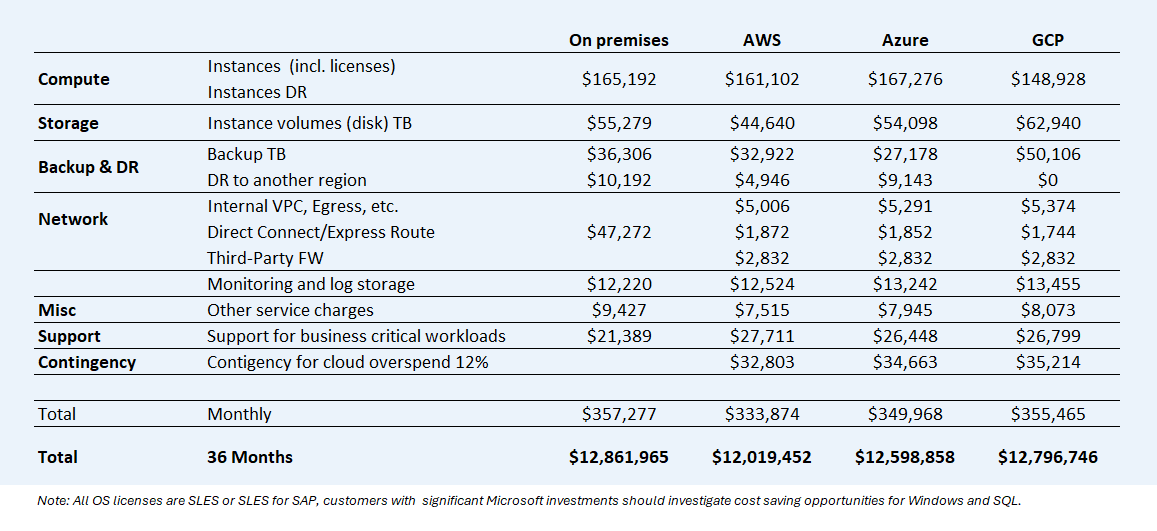 On premises AWS Azure GCP
Compute Instances (incl. licenses) $165,192 $161,102 $167,276 $148,928
Instances DR
Storage Instance volumes (disk) TB $55,279 $44,640 $54,098 $62,940
Backup & DR Backup TB $36,306 $32,922 $27,178 $50,106
DR to another region $10,192 $4,946 $9,143 $0
Network Internal VPC, Egress, etc. $5,006 $5,291 $5,374
Direct Connect/Express Route $47,272 $1,872 $1,852 $1,744
Third-Party FW $2,832 $2,832 $2,832
Monitoring and log storage $12,220 $12,524 $13,242 $13,455
Misc Other service charges $9,427 $7,515 $7,945 $8,073
Support Support for business critical workloads $21,389 $27,711 $26,448 $26,799
Contingency Contigency for cloud overspend 12% $32,803 $34,663 $35,214
Total Monthly $357,277 $333,874 $349,968 $355,465
Total 36 Months $12,861,965 $12,019,452 $12,598,858 $12,796,746
Note: All OS licenses are SLES or SLES for SAP, customers with significant Microsoft investments should investigate cost saving opportunities for Windows and SQL.